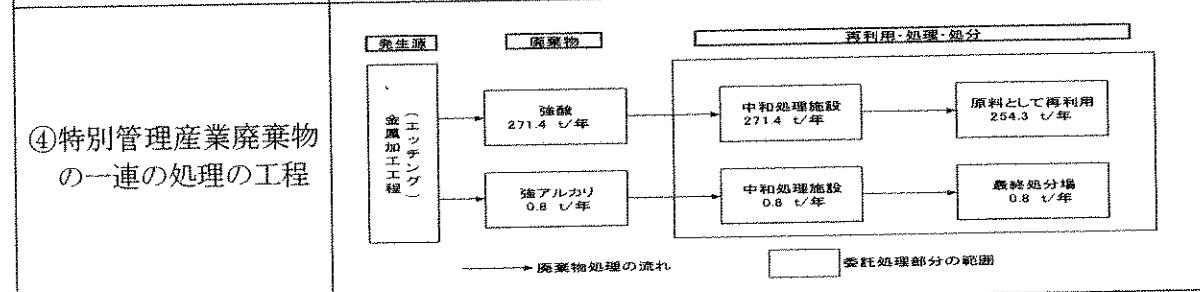 ④特別管理産業廃棄物
の一連の処理の工程
発生源
廃棄物
再利用・処理・処分
金属加工工程
(エッチング)
強酸
271.4 t/年
中和処理施設
271.4 t/年
原料として再利用
254.3 t/年
強アルカリ
0.8 t/年
中和処理施設
0.8 t/年
最終処分場
0.8 t/年
廃棄物処理の流れ
委託処理部分の範囲